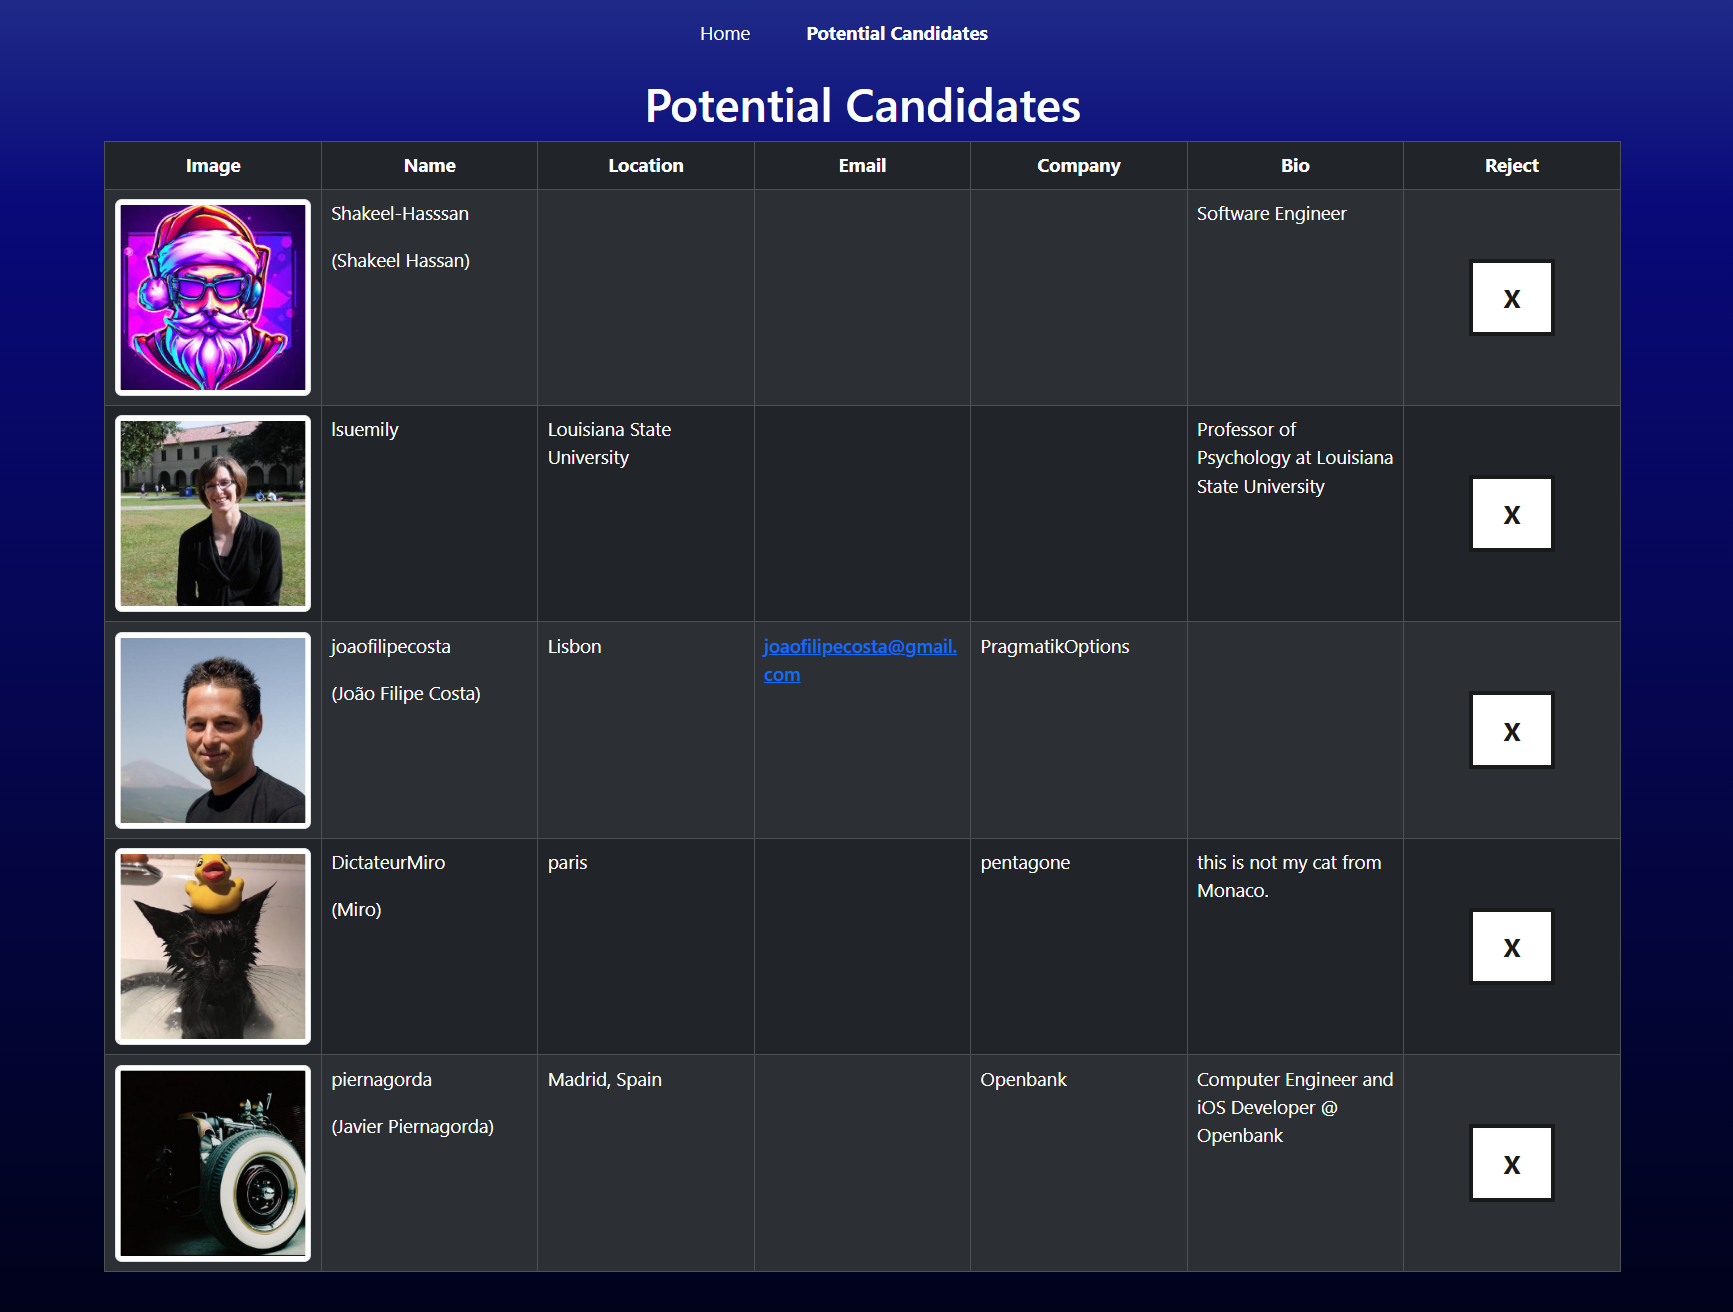 Home Potential Candidates
Potential Candidates
Image Name Location Email Company Bio Reject
Shakeel-Hasssan
(Shakeel Hassan)
Software Engineer
X
lsuemily
Louisiana State
University
Professor of
Psychology at Louisiana
State University
X
joaofilipecosta
(João Filipe Costa)
Lisbon
joaofilipecosta@gmail.
com
PragmatikOptions
X
DictateurMiro
(Miro)
paris
pentagone
this is not my cat from
Monaco.
X
piernagorda
(Javier Piernagorda)
Madrid, Spain
Openbank
Computer Engineer and
iOS Developer @
Openbank
X